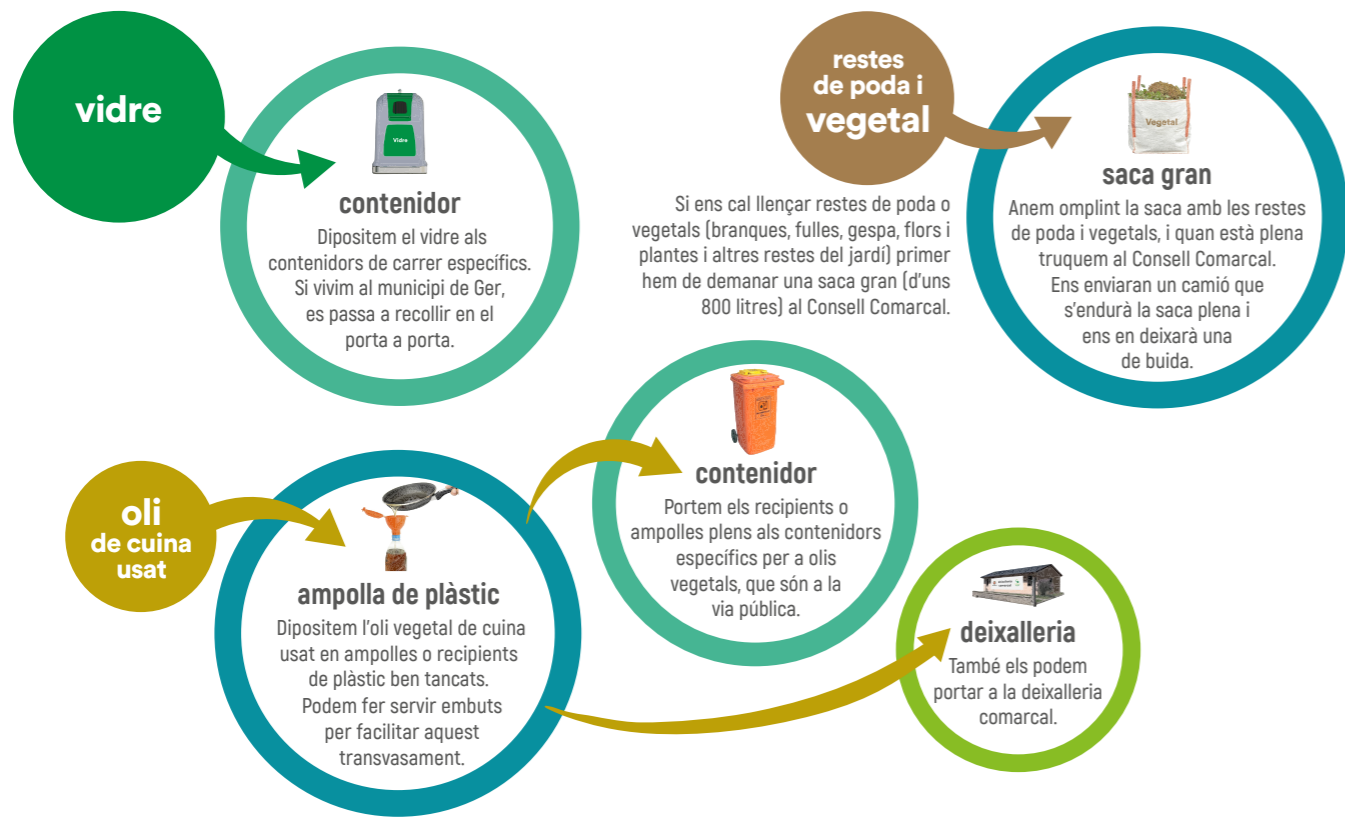 vidre
Vidre
contenidor
Dipositem el vidre als
contenidors de carrer específics.
Si vivim al municipi de Ger,
es passa a recollir en el
porta a porta.
restes
de poda i
vegetal
Si ens cal llençar restes de poda o
vegetals (branques, fulles, gespa, flors i
plantes i altres restes del jardí) primer
hem de demanar una saca gran (d'uns
800 litres) al Consell Comarcal.
Vegetal
saca gran
Anem omplint la saca amb les restes
de poda i vegetals, i quan està plena
truquem al Consell Comarcal.
Ens enviaran un camió que
s'endurà la saca plena i
ens en deixarà una
de buida.
oli
de cuina
usat
ampolla de plàstic
Dipositem l'oli vegetal de cuina
usat en ampolles o recipients
de plàstic ben tancats.
Podem fer servir embuts
per facilitar aquest
transvasament.
contenidor
Portem els recipients o
ampolles plens als contenidors
específics per a olis
vegetals, que són a la
via pública.
deixalleria
També els podem
portar a la deixalleria
comarcal.